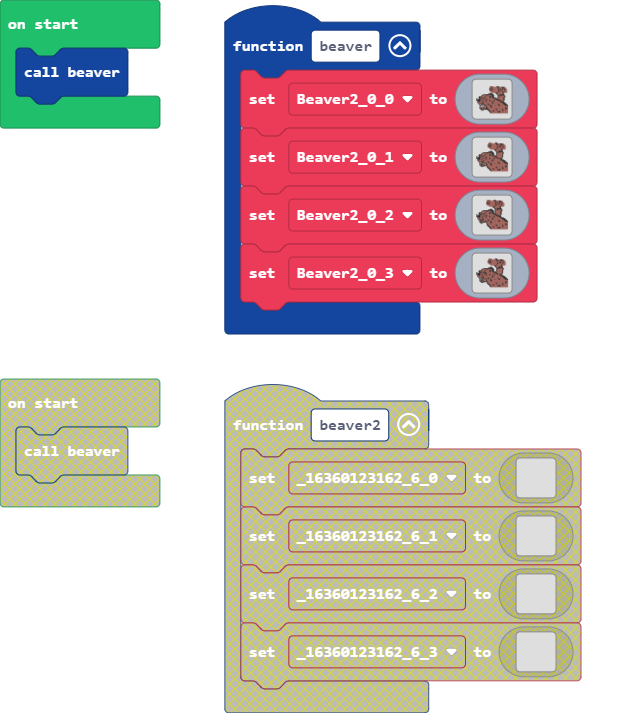 on start
call beaver
function beaver
set Beaver2_0_0 to
set Beaver2_0_1 to
set Beaver2_0_2 to
set Beaver2_0_3 to
on start
call beaver
function beaver2
set _16360123162_6_0 to
set _16360123162_6_1 to
set _16360123162_6_2 to
set _16360123162_6_3 to